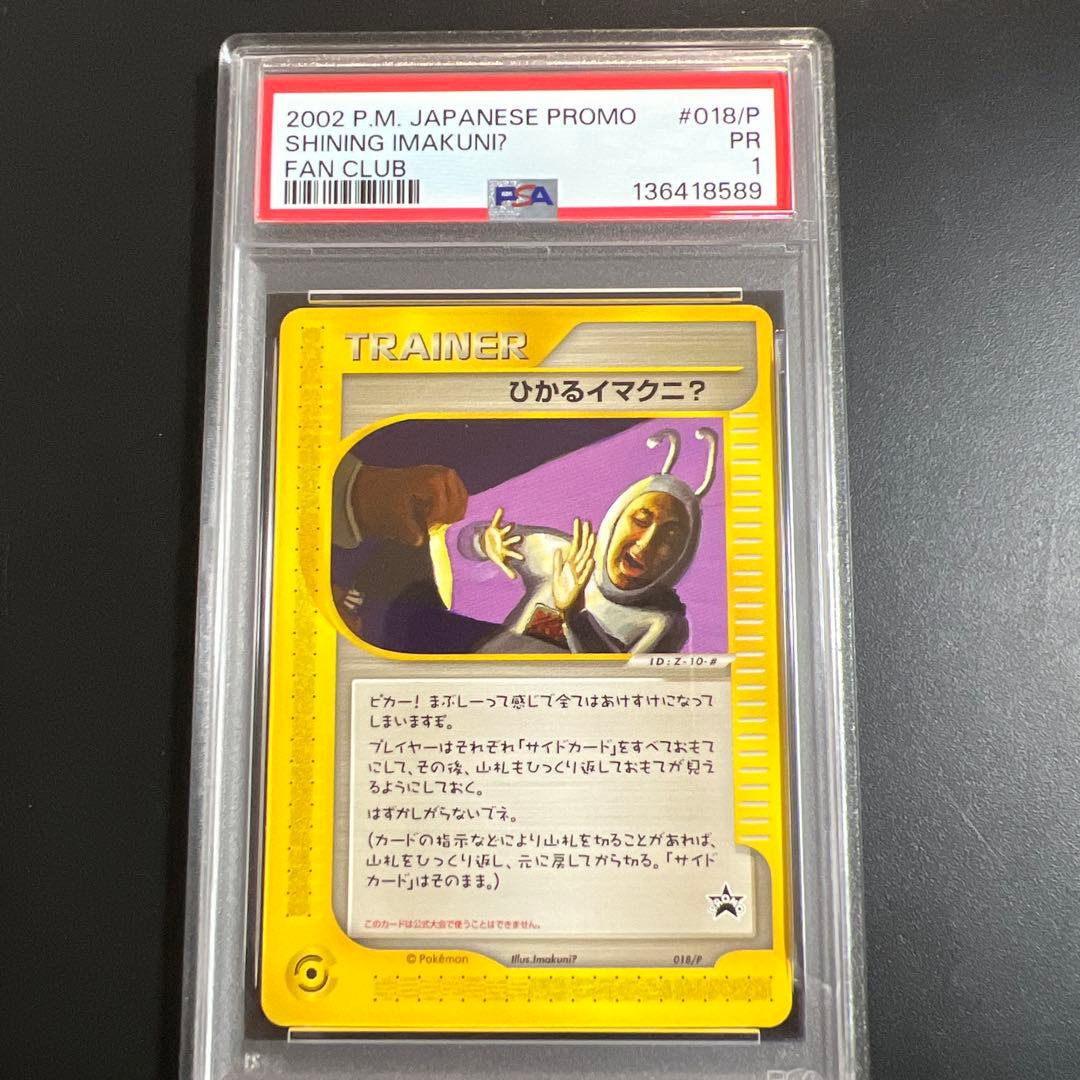 2002 P.M. JAPANESE PROMO #018/P
SHINING IMAKUNI? PR
FAN CLUB 1
PSA 136418589
TRAINER
ひかるイマクニ？
ID:Z-10-#
ピカー！まぶしーって感じで全てはあけすけになって
しまいますぞ。
プレイヤーはそれぞれ「サイドカード」をすべておもて
にして、その後、山札もひっくり返しておもてが見え
るようにしておく。
はずかしがらないブネ。
(カードの指示などにより山札を切ることがあれば、
山札をひっくり返し、元に戻してから切る。「サイド
カード」はそのまま。)
PROMO
このカードは公式大会で使うことはできません。
© Pokémon Illus.Imakuni? 018/P